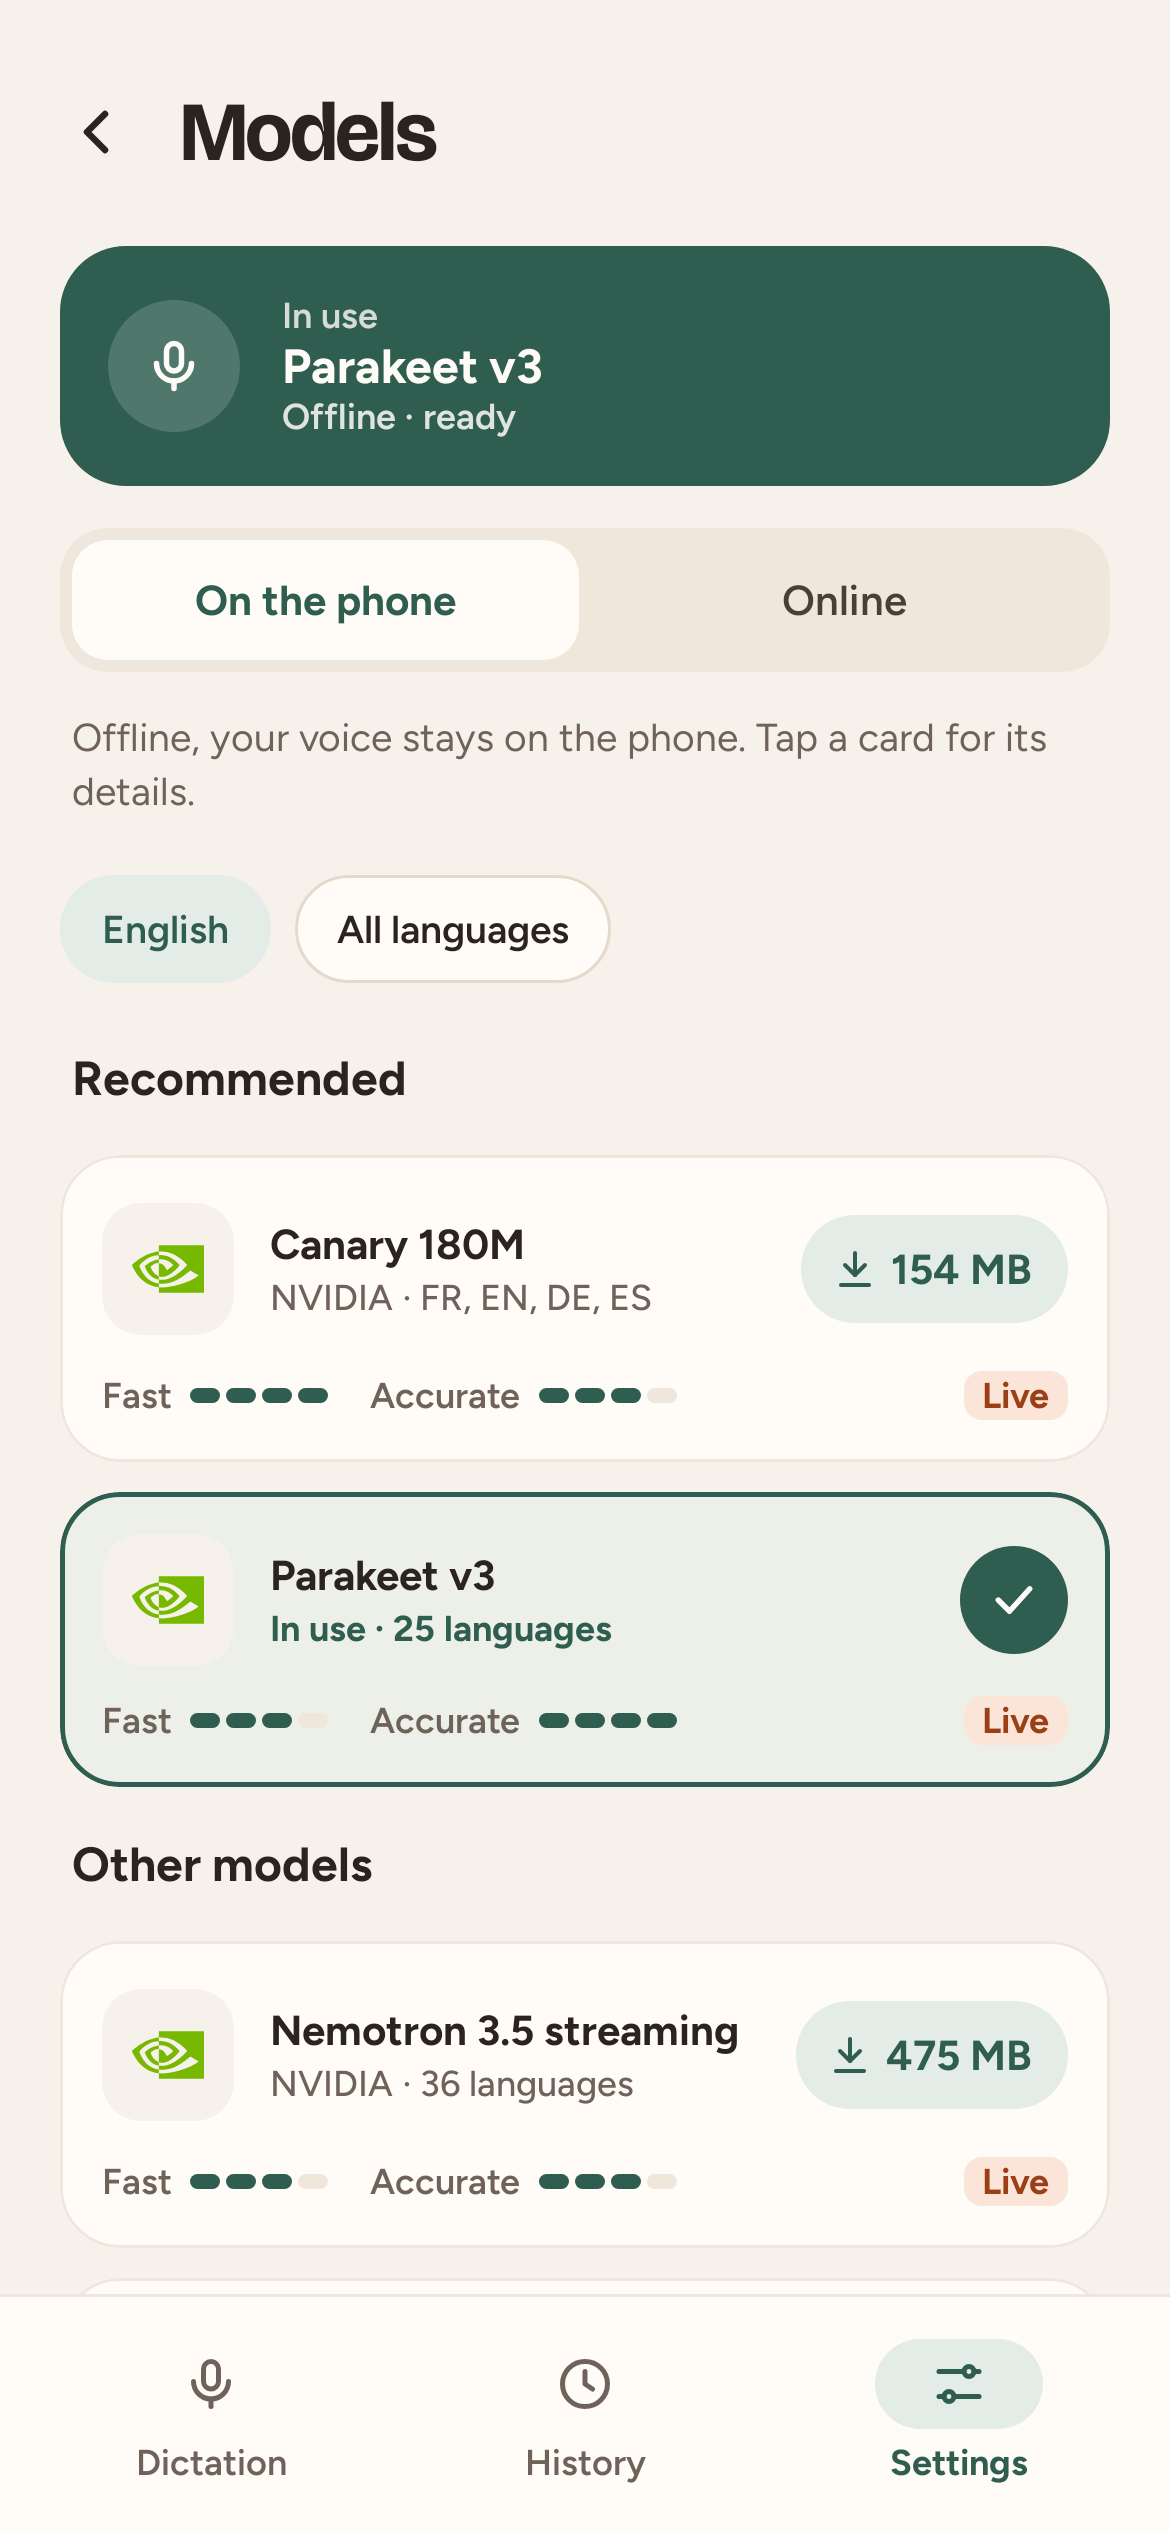 Models
In use
Parakeet v3
Offline · ready
On the phone
Online
Offline, your voice stays on the phone. Tap a card for its
details.
English
All languages
Recommended
Canary 180M
NVIDIA · FR, EN, DE, ES
154 MB
Fast
Accurate
Live
Parakeet v3
In use · 25 languages
Fast
Accurate
Live
Other models
Nemotron 3.5 streaming
NVIDIA · 36 languages
475 MB
Fast
Accurate
Live
Dictation
History
Settings